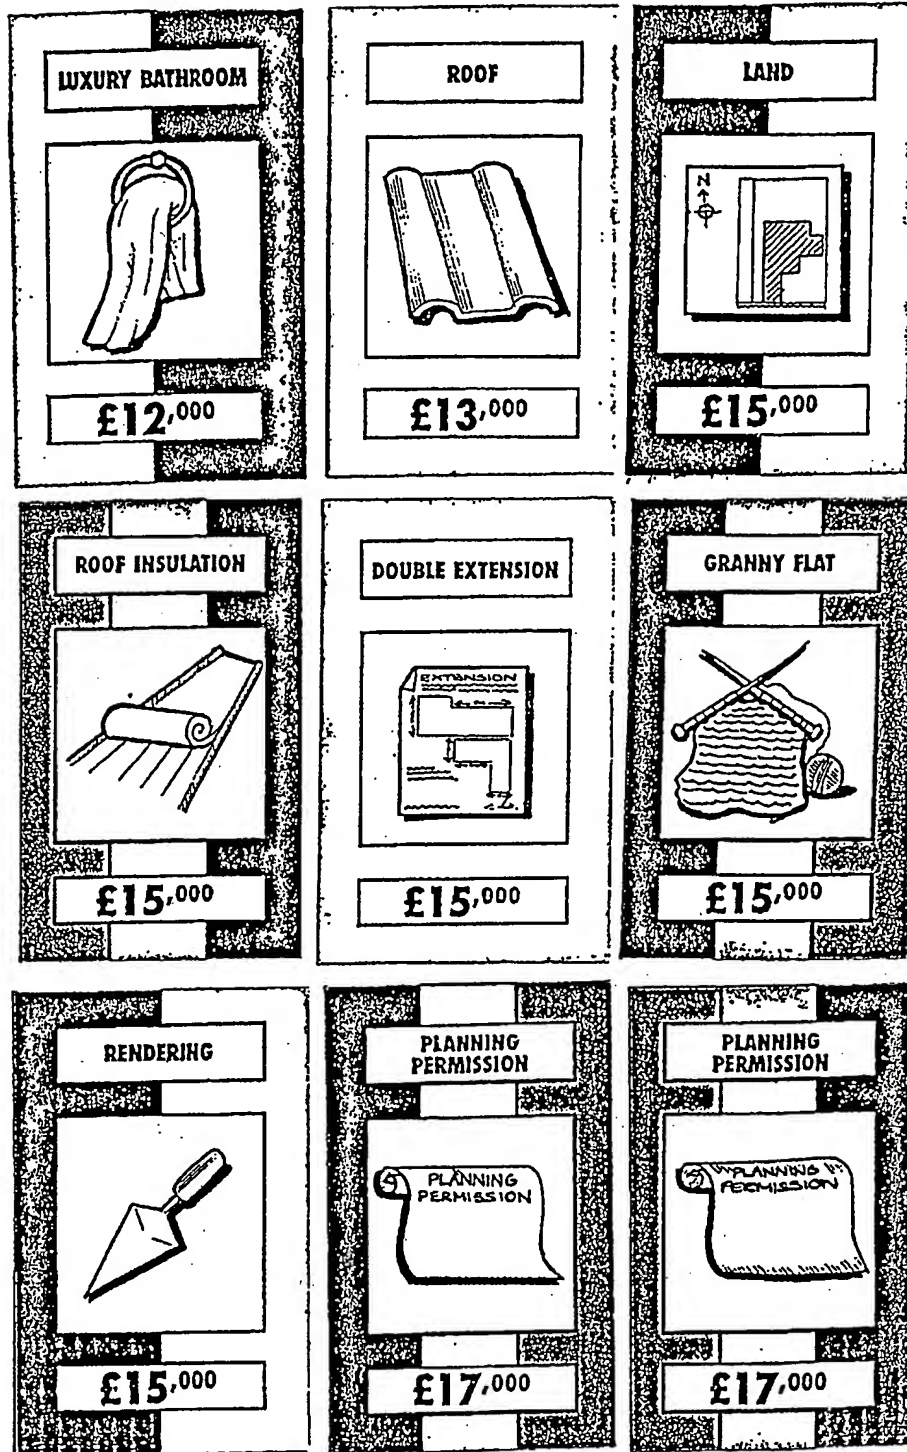 LUXURY BATHROOM
£12,000
ROOF
£13,000
LAND
N
£15,000
ROOF INSULATION
£15,000
DOUBLE EXTENSION
EXTENSION
£15,000
GRANNY FLAT
£15,000
RENDERING
£15,000
PLANNING
PERMISSION
PLANNING
PERMISSION
£17,000
PLANNING
PERMISSION
PLANNING
PERMISSION
£17,000